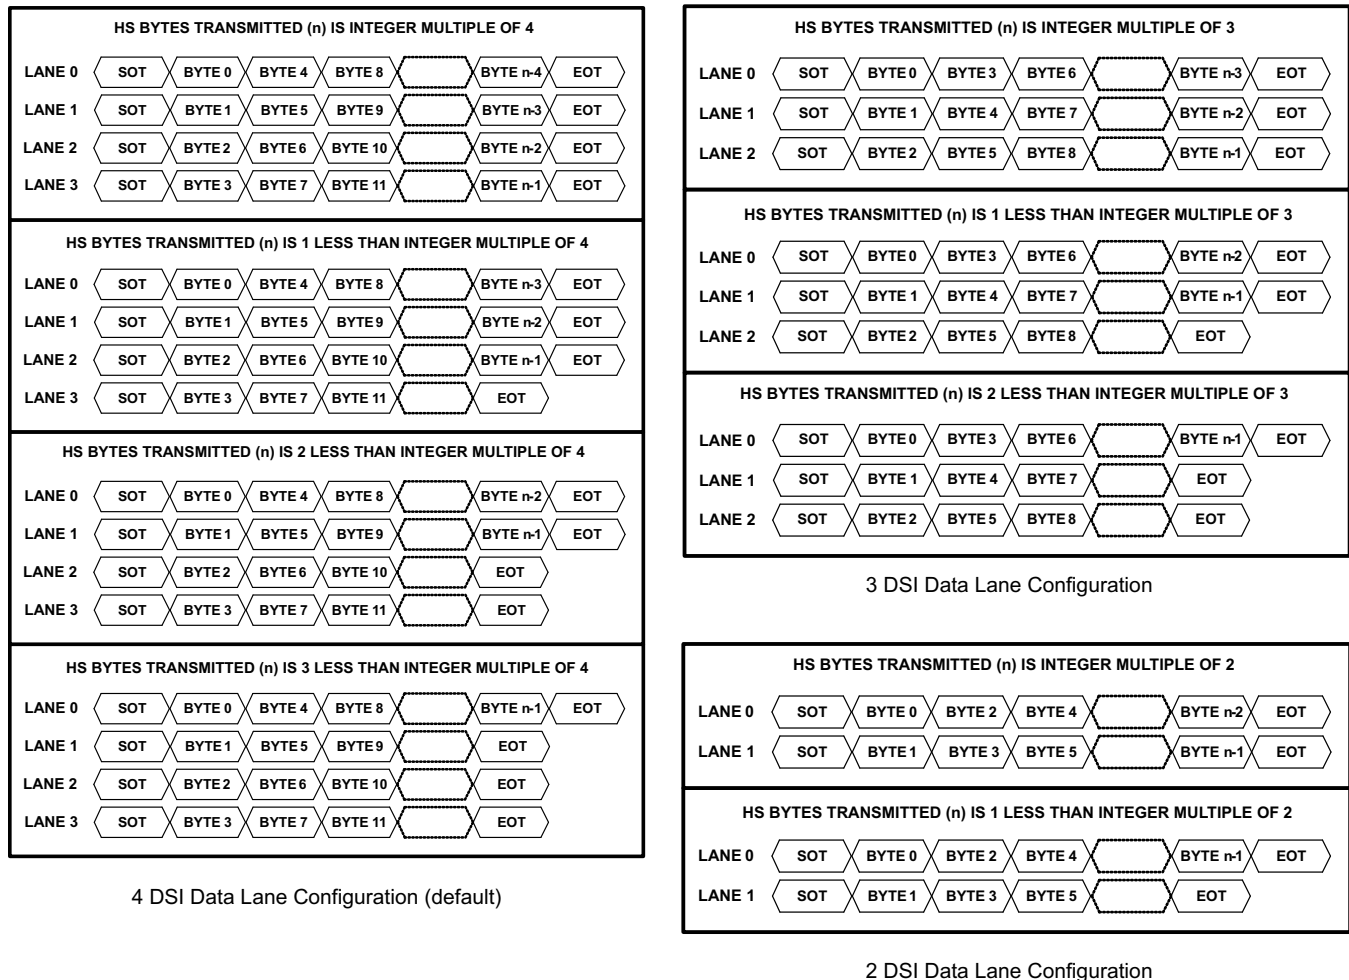 HS BYTES TRANSMITTED (n) IS INTEGER MULTIPLE OF 4
LANE 0 SOT BYTE 0 BYTE 4 BYTE 8 BYTE n-4 EOT
LANE 1 SOT BYTE 1 BYTE 5 BYTE 9 BYTE n-3 EOT
LANE 2 SOT BYTE 2 BYTE 6 BYTE 10 BYTE n-2 EOT
LANE 3 SOT BYTE 3 BYTE 7 BYTE 11 BYTE n-1 EOT
HS BYTES TRANSMITTED (n) IS 1 LESS THAN INTEGER MULTIPLE OF 4
LANE 0 SOT BYTE 0 BYTE 4 BYTE 8 BYTE n-3 EOT
LANE 1 SOT BYTE 1 BYTE 5 BYTE 9 BYTE n-2 EOT
LANE 2 SOT BYTE 2 BYTE 6 BYTE 10 BYTE n-1 EOT
LANE 3 SOT BYTE 3 BYTE 7 BYTE 11 EOT
HS BYTES TRANSMITTED (n) IS 2 LESS THAN INTEGER MULTIPLE OF 4
LANE 0 SOT BYTE 0 BYTE 4 BYTE 8 BYTE n-2 EOT
LANE 1 SOT BYTE 1 BYTE 5 BYTE 9 BYTE n-1 EOT
LANE 2 SOT BYTE 2 BYTE 6 BYTE 10 EOT
LANE 3 SOT BYTE 3 BYTE 7 BYTE 11 EOT
HS BYTES TRANSMITTED (n) IS 3 LESS THAN INTEGER MULTIPLE OF 4
LANE 0 SOT BYTE 0 BYTE 4 BYTE 8 BYTE n-1 EOT
LANE 1 SOT BYTE 1 BYTE 5 BYTE 9 EOT
LANE 2 SOT BYTE 2 BYTE 6 BYTE 10 EOT
LANE 3 SOT BYTE 3 BYTE 7 BYTE 11 EOT
4 DSI Data Lane Configuration (default)
HS BYTES TRANSMITTED (n) IS INTEGER MULTIPLE OF 3
LANE 0 SOT BYTE 0 BYTE 3 BYTE 6 BYTE n-3 EOT
LANE 1 SOT BYTE 1 BYTE 4 BYTE 7 BYTE n-2 EOT
LANE 2 SOT BYTE 2 BYTE 5 BYTE 8 BYTE n-1 EOT
HS BYTES TRANSMITTED (n) IS 1 LESS THAN INTEGER MULTIPLE OF 3
LANE 0 SOT BYTE 0 BYTE 3 BYTE 6 BYTE n-2 EOT
LANE 1 SOT BYTE 1 BYTE 4 BYTE 7 BYTE n-1 EOT
LANE 2 SOT BYTE 2 BYTE 5 BYTE 8 EOT
HS BYTES TRANSMITTED (n) IS 2 LESS THAN INTEGER MULTIPLE OF 3
LANE 0 SOT BYTE 0 BYTE 3 BYTE 6 BYTE n-1 EOT
LANE 1 SOT BYTE 1 BYTE 4 BYTE 7 EOT
LANE 2 SOT BYTE 2 BYTE 5 BYTE 8 EOT
3 DSI Data Lane Configuration
HS BYTES TRANSMITTED (n) IS INTEGER MULTIPLE OF 2
LANE 0 SOT BYTE 0 BYTE 2 BYTE 4 BYTE n-2 EOT
LANE 1 SOT BYTE 1 BYTE 3 BYTE 5 BYTE n-1 EOT
HS BYTES TRANSMITTED (n) IS 1 LESS THAN INTEGER MULTIPLE OF 2
LANE 0 SOT BYTE 0 BYTE 2 BYTE 4 BYTE n-1 EOT
LANE 1 SOT BYTE 1 BYTE 3 BYTE 5 EOT
2 DSI Data Lane Configuration